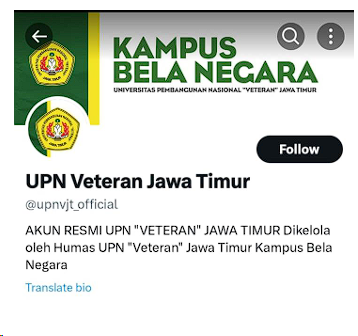 KAMPUS
BELA NEGARA
UNIVERSITAS PEMBANGUNAN NASIONAL "VETERAN" JAWA TIMUR
Follow
UPN Veteran Jawa Timur
@upnvjt_official
AKUN RESMI UPN "VETERAN" JAWA TIMUR Dikelola
oleh Humas UPN "Veteran" Jawa Timur Kampus Bela
Negara
Translate bio